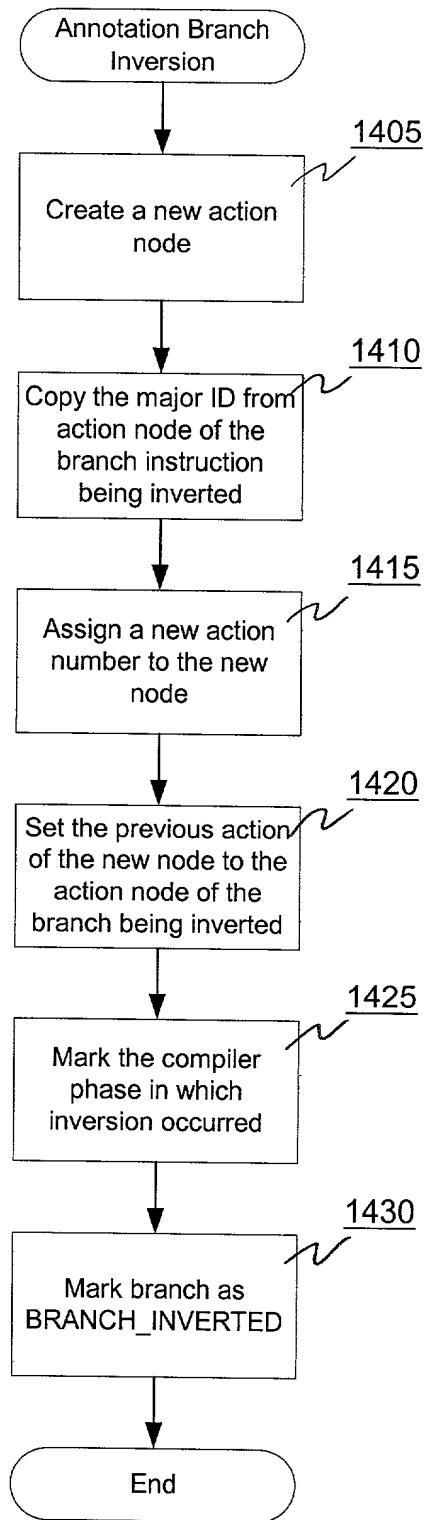 Annotation Branch
Inversion
1405
Create a new action
node
1410
Copy the major ID from
action node of the
branch instruction
being inverted
1415
Assign a new action
number to the new
node
1420
Set the previous action
of the new node to the
action node of the
branch being inverted
1425
Mark the compiler
phase in which
inversion occurred
1430
Mark branch as
BRANCH_INVERTED
End